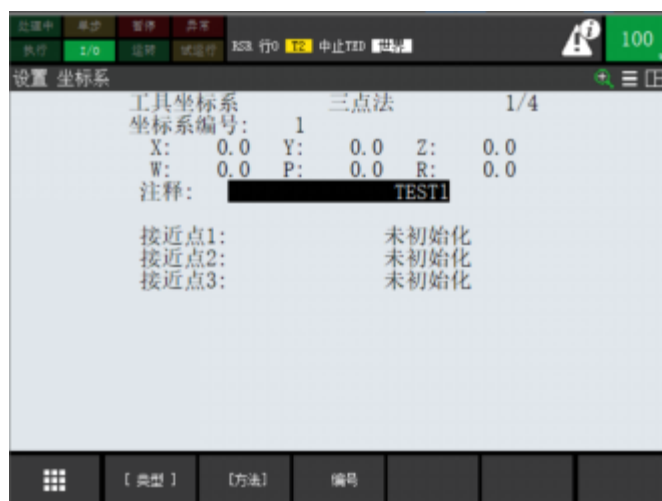 处理中 单步 暂停 异常
执行 I/O 运转 试运行 RSR 行0 T2 中止TED 世界 100
设置 坐标系
工具坐标系 三点法 1/4
坐标系编号: 1
X: 0.0 Y: 0.0 Z: 0.0
W: 0.0 P: 0.0 R: 0.0
注释: TEST1
接近点1: 未初始化
接近点2: 未初始化
接近点3: 未初始化
[ 类型 ] [方法] 编号